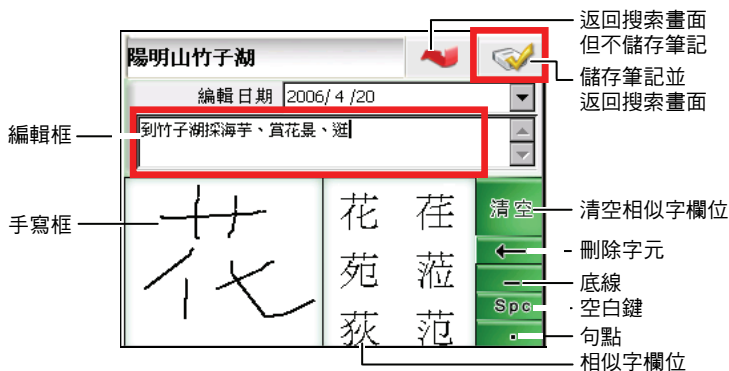 返回搜索畫面
但不儲存筆記
陽明山竹子湖
儲存筆記並
返回搜索畫面
編輯日期 2006/ 4 /20
編輯框
到竹子湖採海芋、賞花景、逛
手寫框
花
花 荏
苑 蒞
荻 范
清空
清空相似字欄位
刪除字元
底線
Spc
空白鍵
句點
相似字欄位